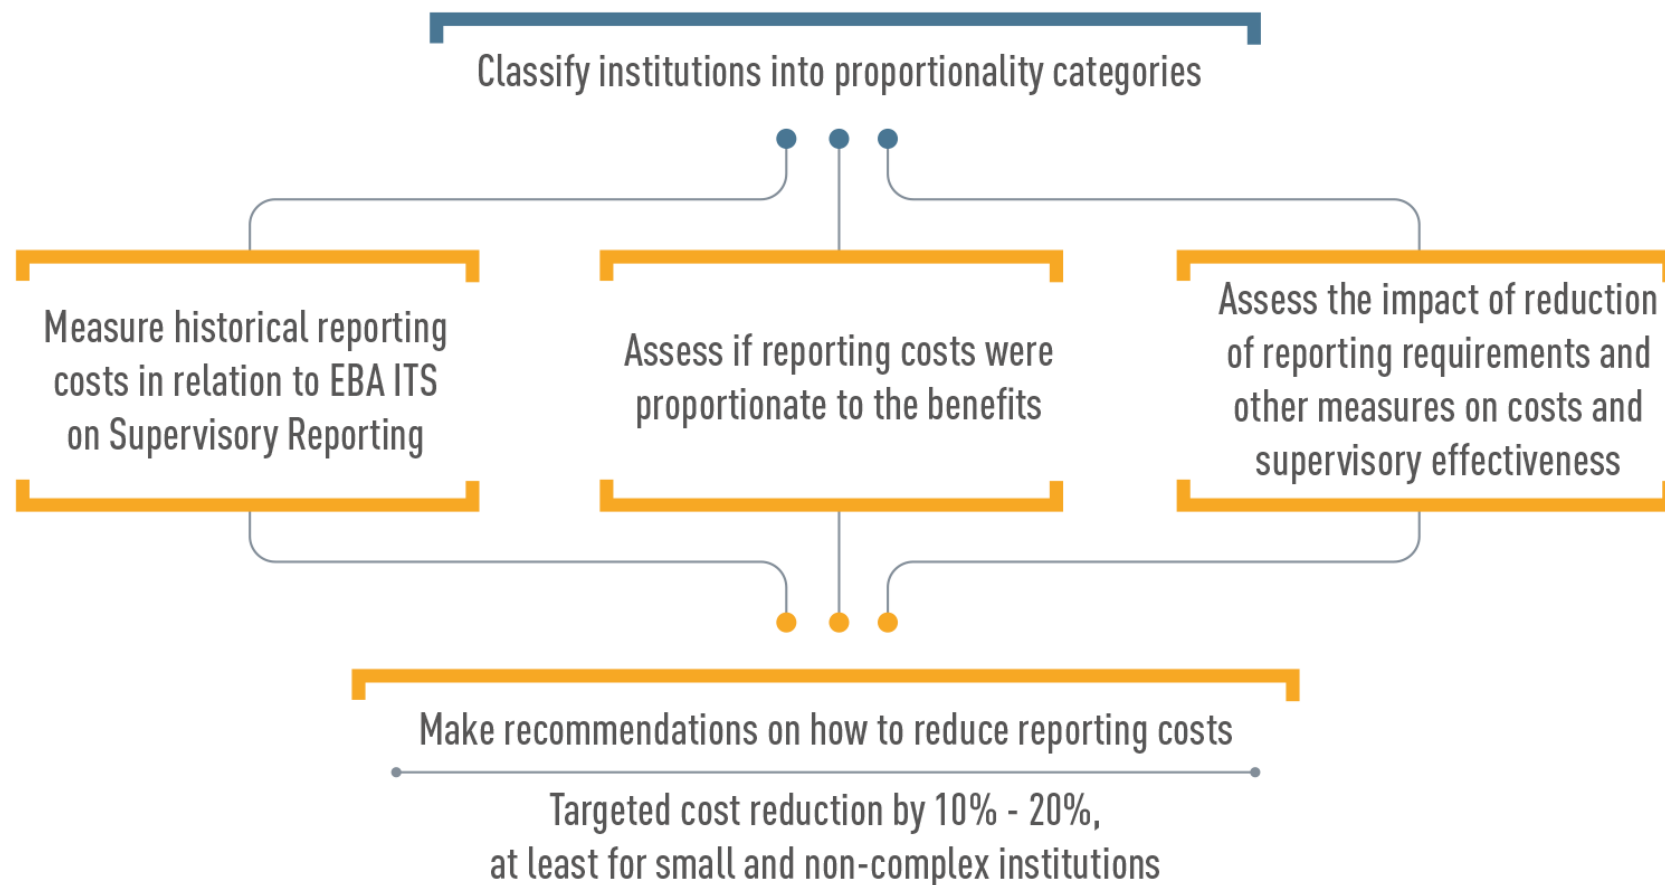 Classify institutions into proportionality categories
Measure historical reporting
costs in relation to EBA ITS
on Supervisory Reporting
Assess if reporting costs were
proportionate to the benefits
Assess the impact of reduction
of reporting requirements and
other measures on costs and
supervisory effectiveness
Make recommendations on how to reduce reporting costs
Targeted cost reduction by 10% - 20%,
at least for small and non-complex institutions